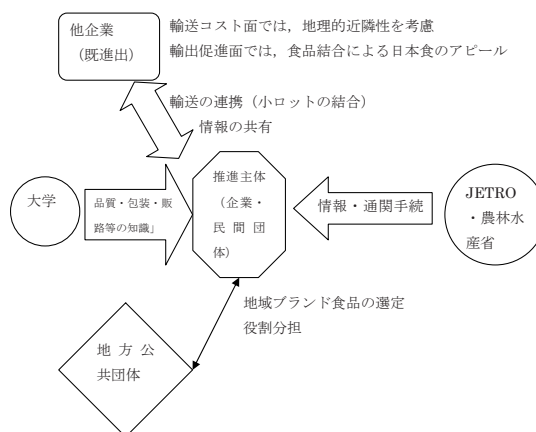 他企業
（既進出）
輸送コスト面では，地理的近隣性を考慮
輸出促進面では，食品結合による日本食のアピール
輸送の連携（小ロットの結合）
情報の共有
大学
品質・包装・販
路等の知識」
推進主体
（企業・
民間団
体）
情報・通関手続
JETRO
・農林水
産省
地域ブランド食品の選定
役割分担
地方公
共団体